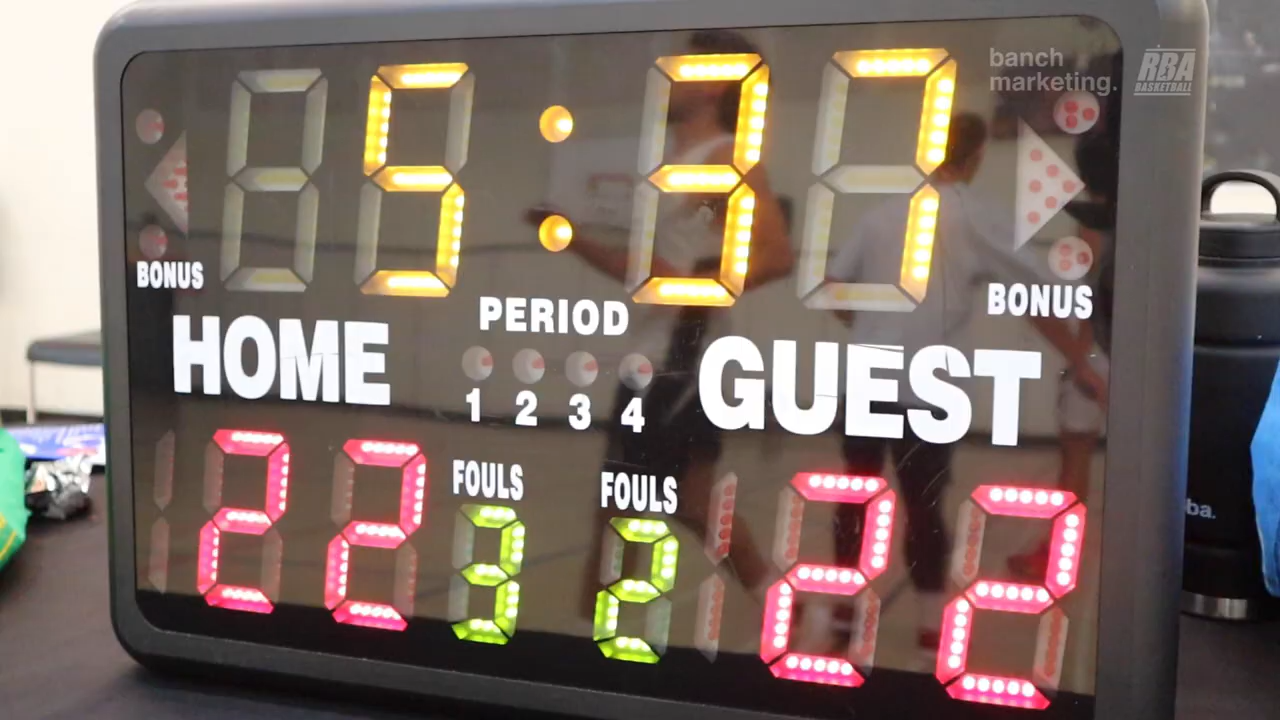 banch
marketing.
RBA
BASKETBALL
5:37
BONUS
BONUS
PERIOD
HOME
GUEST
1 2 3 4
FOULS
FOULS
22
3
2
22
ba.